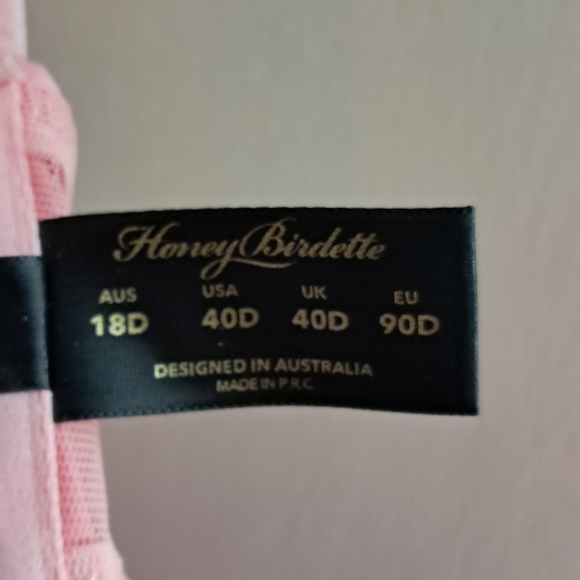 Honey Birdette
AUS USA UK EU
18D 40D 40D 90D
DESIGNED IN AUSTRALIA
MADE IN P.R.C